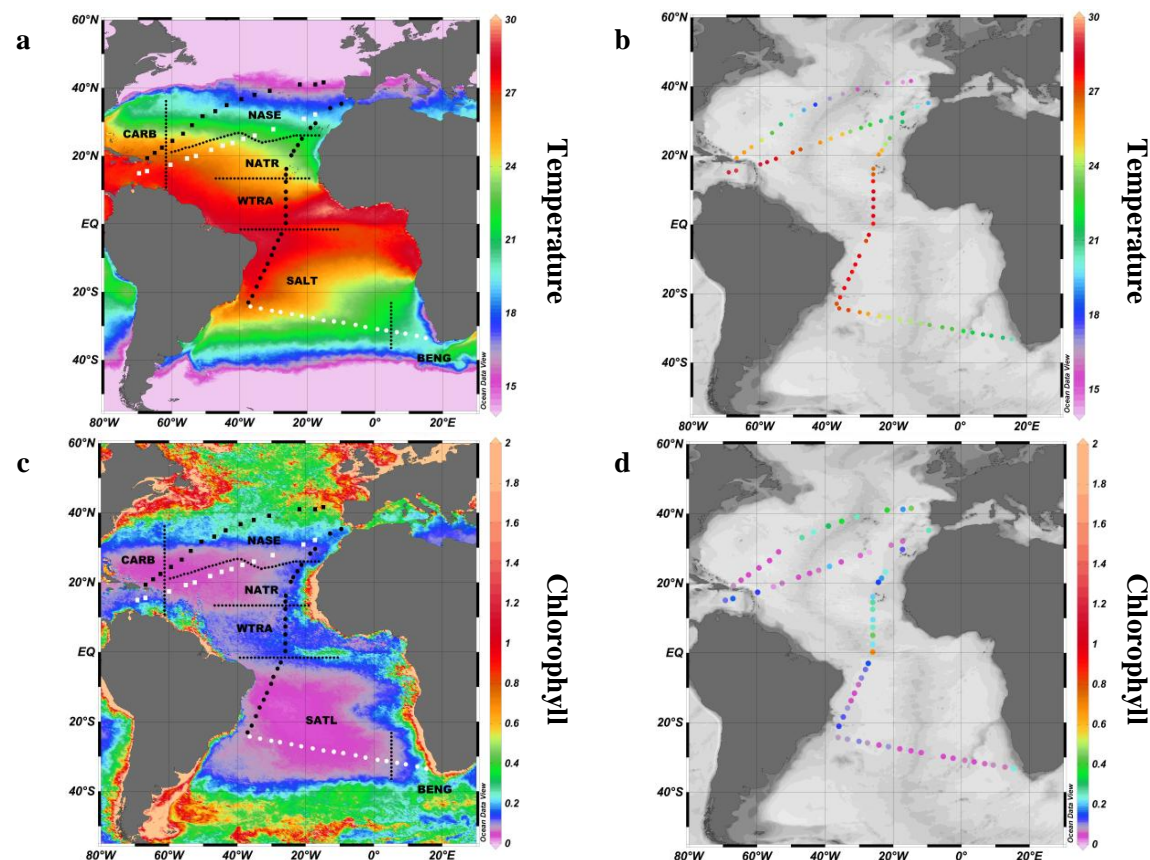 a
60°N
40°N
20°N
EQ
20°S
40°S
80°W 60°W 40°W 20°W 0°E 20°E
CARB
NASE
NATR
WTRA
SALT
BENG
Ocean Data View
30
27
24
21
18
15
Temperature
b
60°N
40°N
20°N
EQ
20°S
40°S
80°W 60°W 40°W 20°W 0°E 20°E
Ocean Data View
30
27
24
21
18
15
Temperature
c
60°N
40°N
20°N
EQ
20°S
40°S
80°W 60°W 40°W 20°W 0°E 20°E
CARB
NASE
NATR
WTRA
SATL
BENG
Ocean Data View
2
1.8
1.6
1.4
1.2
1
0.8
0.6
0.4
0.2
0
Chlorophyll
d
60°N
40°N
20°N
EQ
20°S
40°S
80°W 60°W 40°W 20°W 0°E 20°E
Ocean Data View
2
1.8
1.6
1.4
1.2
1
0.8
0.6
0.4
0.2
0
Chlorophyll